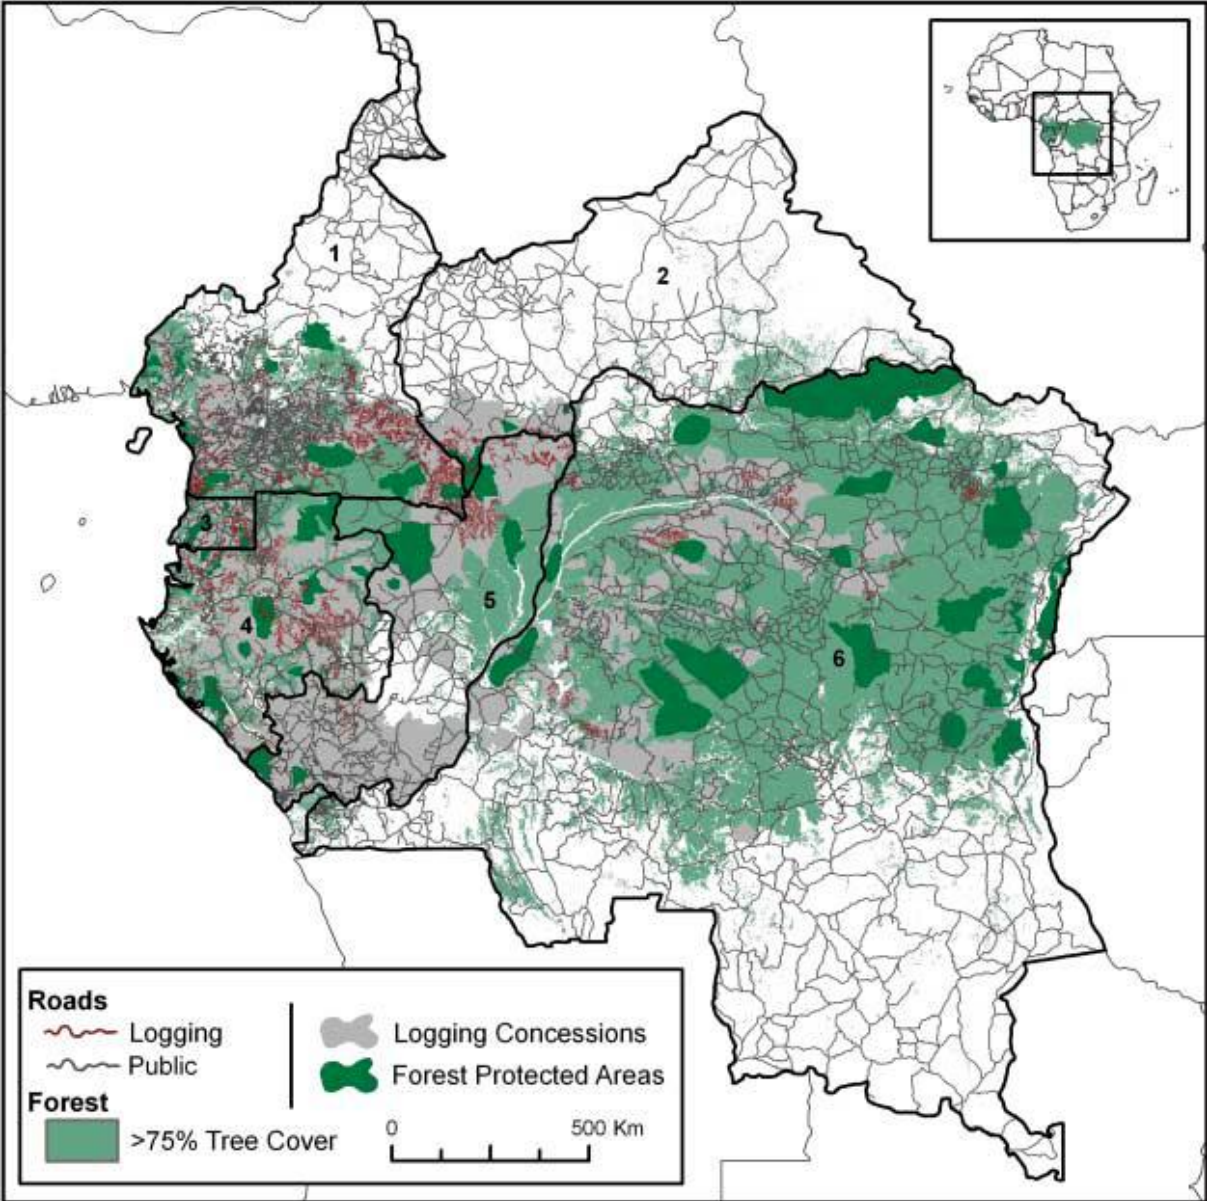 1
2
3
4
5
6
Roads
Logging
Public
Forest
>75% Tree Cover
Logging Concessions
Forest Protected Areas
0 500 Km